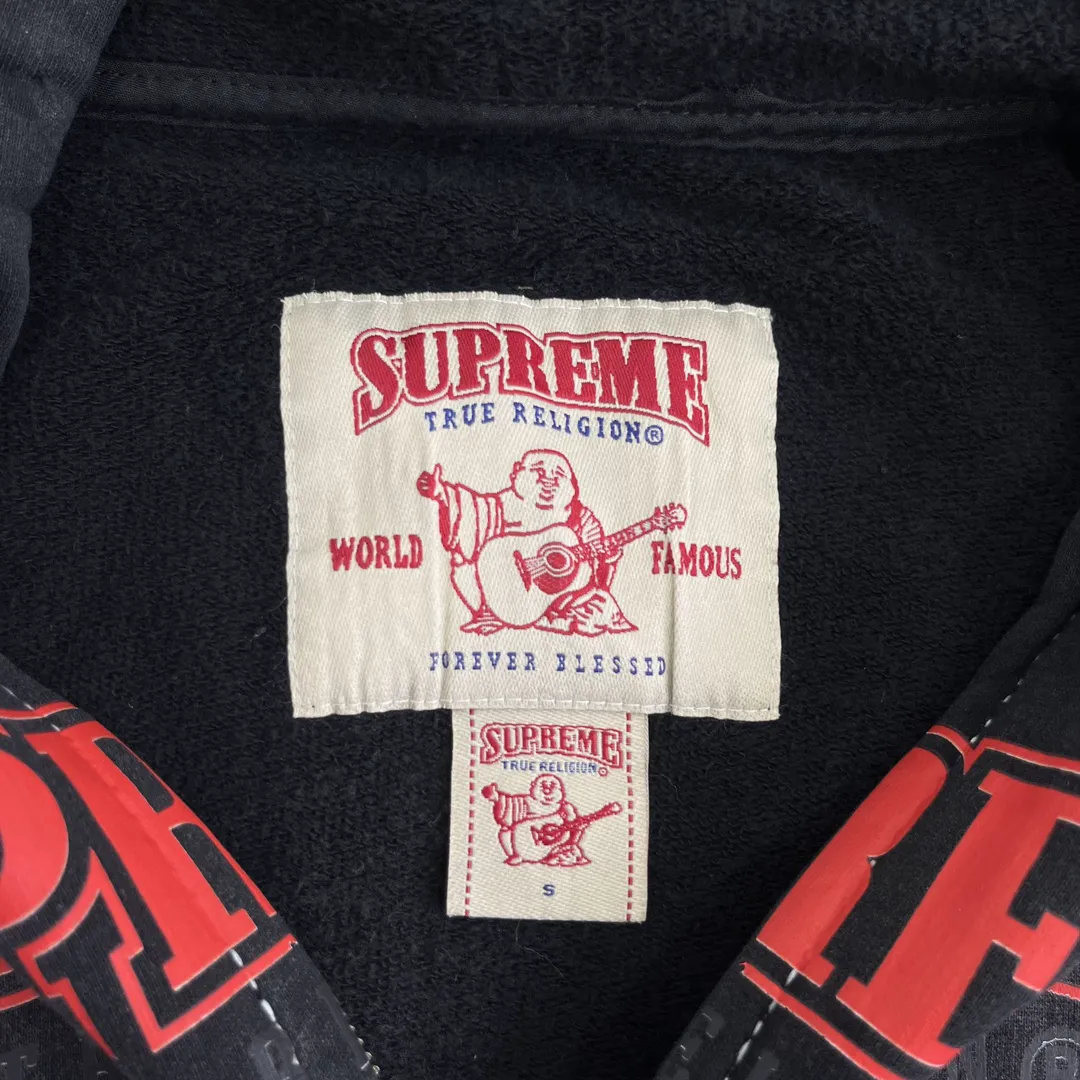 SUPREME
TRUE RELIGION®
WORLD FAMOUS
FOREVER BLESSED
SUPREME
TRUE RELIGION®
S